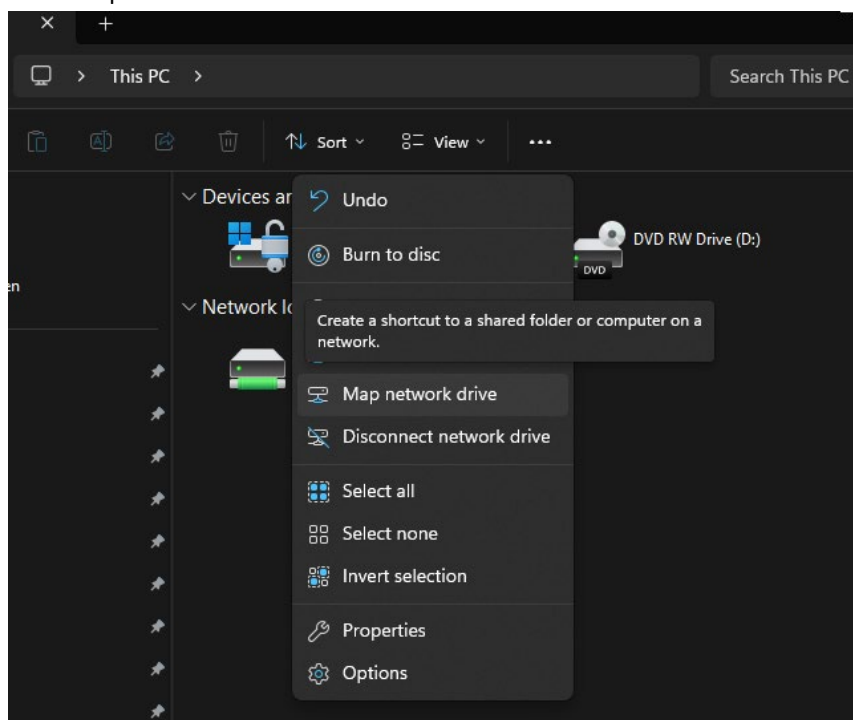 This PC
Search This PC
Sort
View
Devices ar
Undo
DVD RW Drive (D:)
Burn to disc
DVD
en
Network lo
Create a shortcut to a shared folder or computer on a
network.
Map network drive
Disconnect network drive
Select all
Select none
Invert selection
Properties
Options